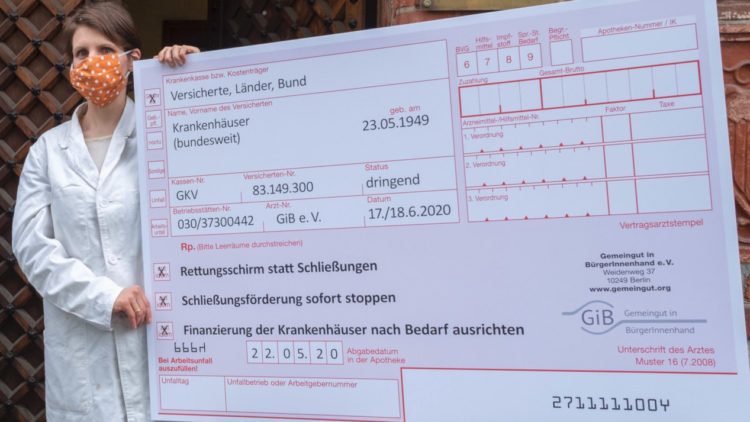 Krankenkasse bzw. Kostenträger
Versicherte, Länder, Bund
Name, Vorname des Versicherten
geb. am
Krankenhäuser
(bundesweit)
23.05.1949
Kassen-Nr.
Versicherten-Nr.
Status
GKV
83.149.300
dringend
Betriebsstätten-Nr.
Arzt-Nr.
Datum
030/37300442
GiB e.V.
17./18.6.2020
Gebpfl.
noctu
Sonstige
Unfall
Arbeitsunfall
BVG
Hilfsmittel
Impfstoff
Spr.-St. Bedarf
Begr.-Pflicht
Apotheken-Nummer / IK
6 7 8 9
Zuzahlung
Gesamt-Brutto
Arzneimittel-/Hilfsmittel-Nr.
Faktor
Taxe
1. Verordnung
2. Verordnung
3. Verordnung
Vertragsarztstempel
Rp. (Bitte Leerräume durchstreichen)
Rettungsschirm statt Schließungen
Schließungsförderung sofort stoppen
Finanzierung der Krankenhäuser nach Bedarf ausrichten
Gemeingut in
BürgerInnenhand e.V.
Weidenweg 37
10249 Berlin
www.gemeingut.org
GiB
Gemeingut in
BürgerInnenhand
Unterschrift des Arztes
Muster 16 (7.2008)
bbbH
Bei Arbeitsunfall
auszufüllen!
22.05.20
Abgabedatum
in der Apotheke
Unfalltag
Unfallbetrieb oder Arbeitgebernummer
2711111004